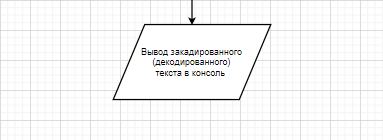 Вывод закадированного
(декодированного)
текста в консоль